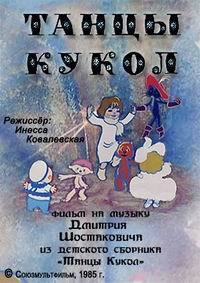 ТАНЦЫ
КУКОЛ
Режиссёр:
Инесса
Ковалевская
ФИЛЬМ НА МУЗЫКУ
ДМИТРИЯ
ШОСТАКОВИЧА
ИЗ ДЕТСКОГО СБОРНИКА
«ТАНЦЫ КУКОЛ»
© Союзмультфильм, 1985 г.